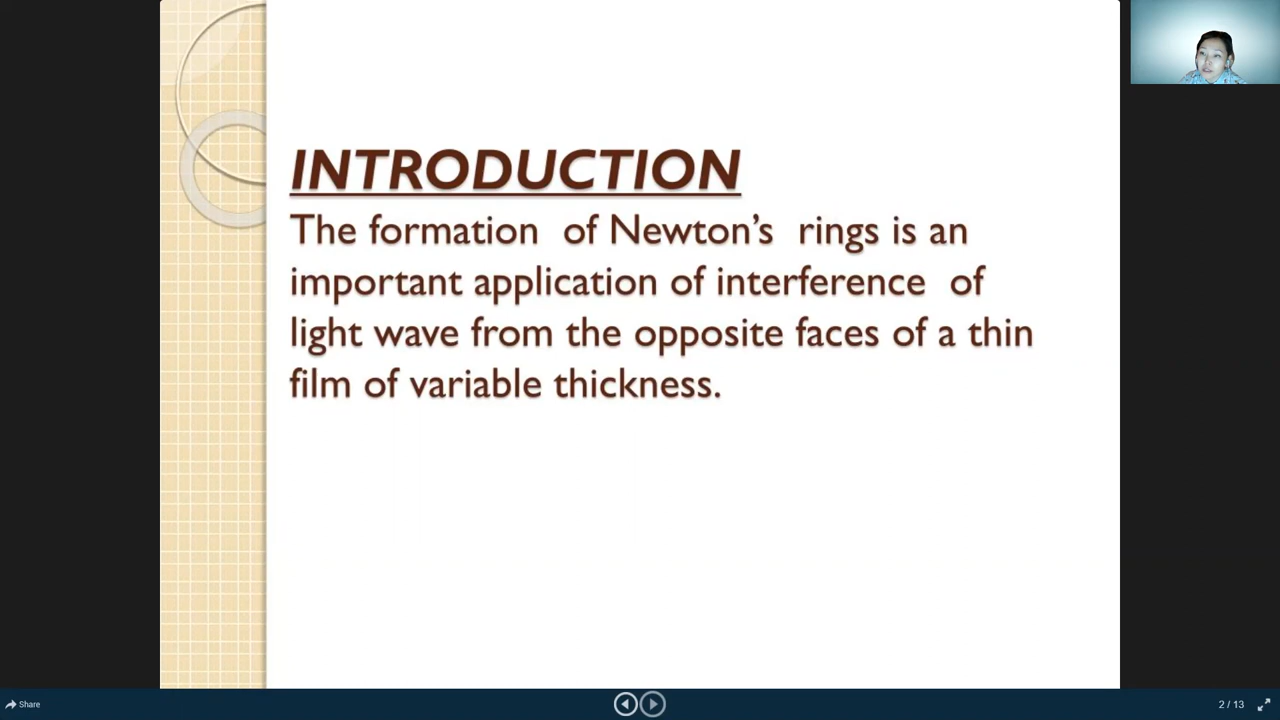 INTRODUCTION
The formation of Newton’s rings is an
important application of interference of
light wave from the opposite faces of a thin
film of variable thickness.
Share
2 / 13